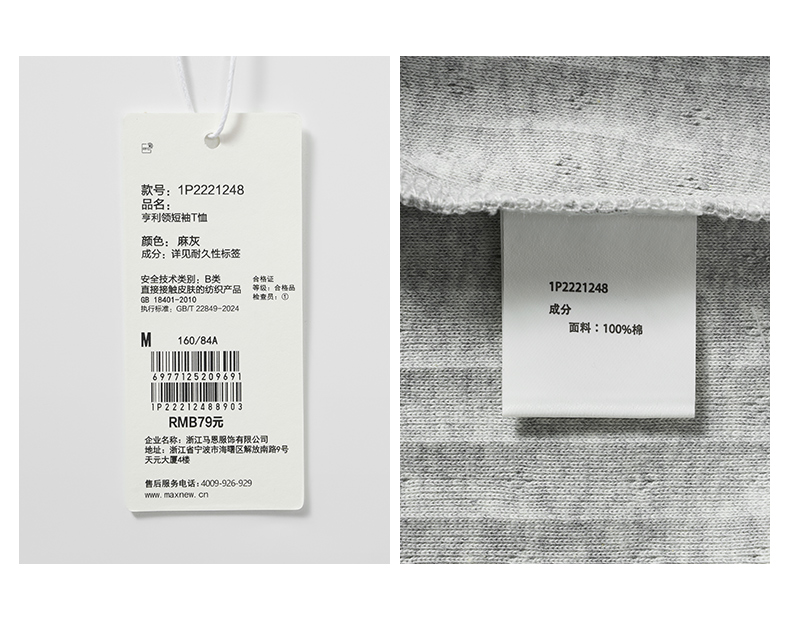 款号：1P2221248
品名：
亨利领短袖T恤
颜色：麻灰
成分：详见耐久性标签
安全技术类别：B类
直接接触皮肤的纺织产品
GB 18401-2010
执行标准：GB/T 22849-2024
合格证
等级：合格品
检查员：①
M 160/84A
6977125209691
1P22212488903
RMB79元
企业名称：浙江马恩服饰有限公司
地址：浙江省宁波市海曙区解放南路9号
天元大厦4楼
售后服务电话：4009-926-929
www.maxnew.cn
1P2221248
成分
面料：100%棉